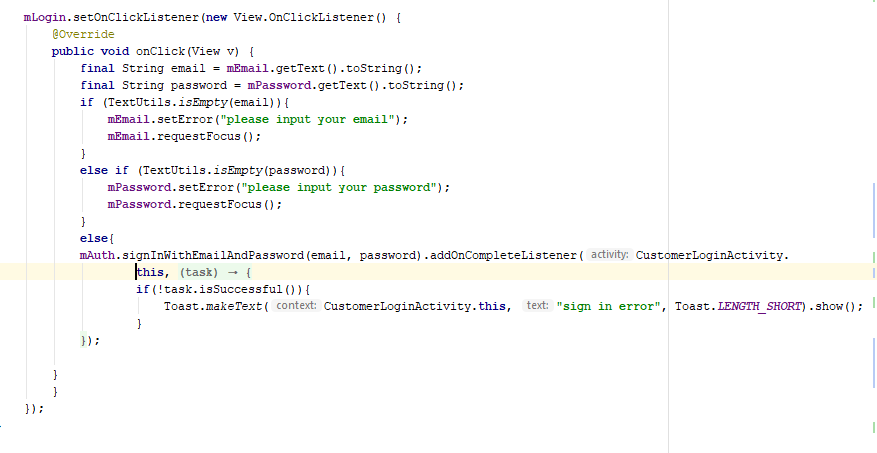 mLogin.setOnClickListener(new View.OnClickListener() {
@Override
public void onClick(View v) {
final String email = mEmail.getText().toString();
final String password = mPassword.getText().toString();
if (TextUtils.isEmpty(email)){
mEmail.setError("please input your email");
mEmail.requestFocus();
}
else if (TextUtils.isEmpty(password)){
mPassword.setError("please input your password");
mPassword.requestFocus();
}
else{
mAuth.signInWithEmailAndPassword(email, password).addOnCompleteListener( activity: CustomerLoginActivity.
this, (task) → {
if(!task.isSuccessful()){
Toast.makeText( context: CustomerLoginActivity.this, text: "sign in error", Toast.LENGTH_SHORT).show();
}
});
}
}
});